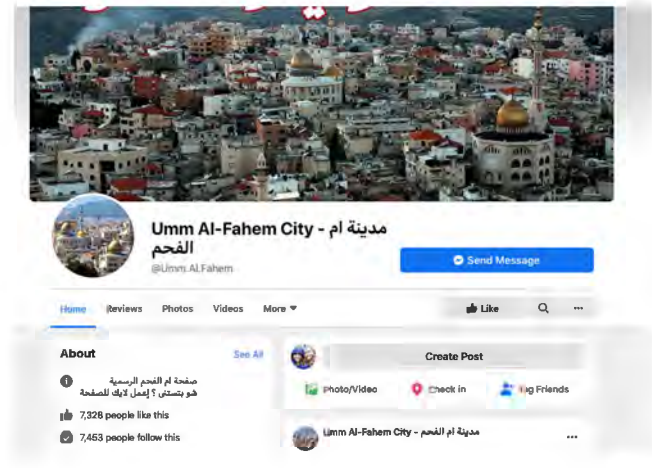 Umm Al-Fahem City - مدينة ام
الفحم
@Umm.Al.Fahem
Send Message
Home
Reviews
Photos
Videos
More
Like
About
See All
صفحة ام الفحم الرسمية
شو بتستنى ؟ إعمل لايك للصفحة
7,328 people like this
7,453 people follow this
Create Post
Photo/Video
Check in
Tag Friends
Umm Al-Fahem City - مدينة ام الفحم